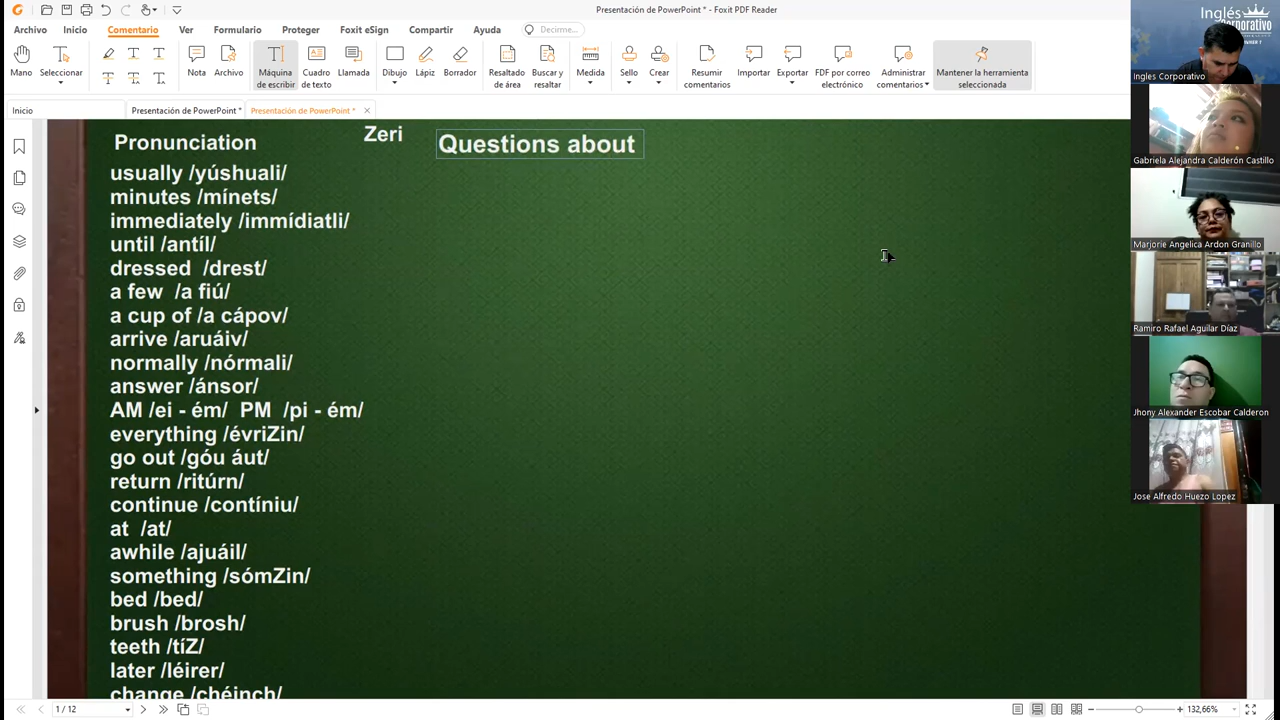 Presentación de PowerPoint * - Foxit PDF Reader
Archivo Inicio Comentario Ver Formulario Proteger Foxit eSign Compartir Ayuda Decirme...
Mano
Seleccionar
Nota
Archivo
Máquina de escribir
Cuadro de texto
Llamada
Dibujo
Lápiz
Borrador
Resaltado de área
Buscar y resaltar
Medida
Sello
Crear
Resumir comentarios
Importar
Exportar
FDF por correo electrónico
Administrar comentarios
Mantener la herramienta seleccionada
Inicio
Presentación de PowerPoint *
Presentación de PowerPoint *
Pronunciation
Zeri
Questions about
usually /yúshuali/
minutes /mínets/
immediately /immídiatli/
until /antíl/
dressed /drest/
a few /a fiú/
a cup of /a cápov/
arrive /aruáiv/
normally /nórmali/
answer /ánsor/
AM /ei - ém/ PM /pi - ém/
everything /évriZin/
go out /góu áut/
return /ritúrn/
continue /contíniu/
at /at/
awhile /ajuáil/
something /sómZin/
bed /bed/
brush /brosh/
teeth /tíZ/
later /léirer/
change /chéinch/
Inglés
Corporativo
Ingles Corporativo
Gabriela Alejandra Calderón Castillo
Marjorie Angelica Ardon Granillo
Ramiro Rafael Aguilar Díaz
Jhony Alexander Escobar Calderon
Jose Alfredo Huezo Lopez
1 / 12
132,66%